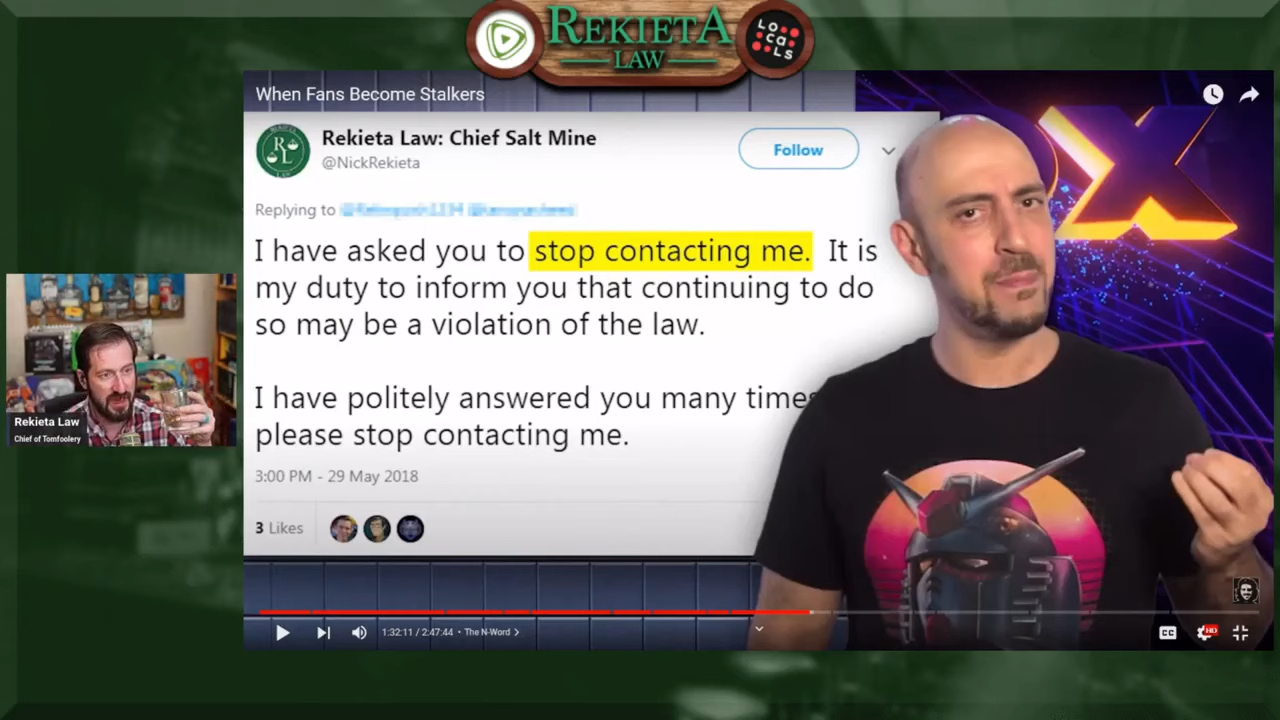 REKIETA
LAW
LOCALS
When Fans Become Stalkers
Rekieta Law: Chief Salt Mine
@NickRekieta
Follow
Replying to
I have asked you to stop contacting me. It is
my duty to inform you that continuing to do
so may be a violation of the law.
I have politely answered you many times
please stop contacting me.
3:00 PM - 29 May 2018
3 Likes
Rekieta Law
Chief of Tomfoolery
1:32:11 / 2:47:44 • The N-Word >
CC
HD